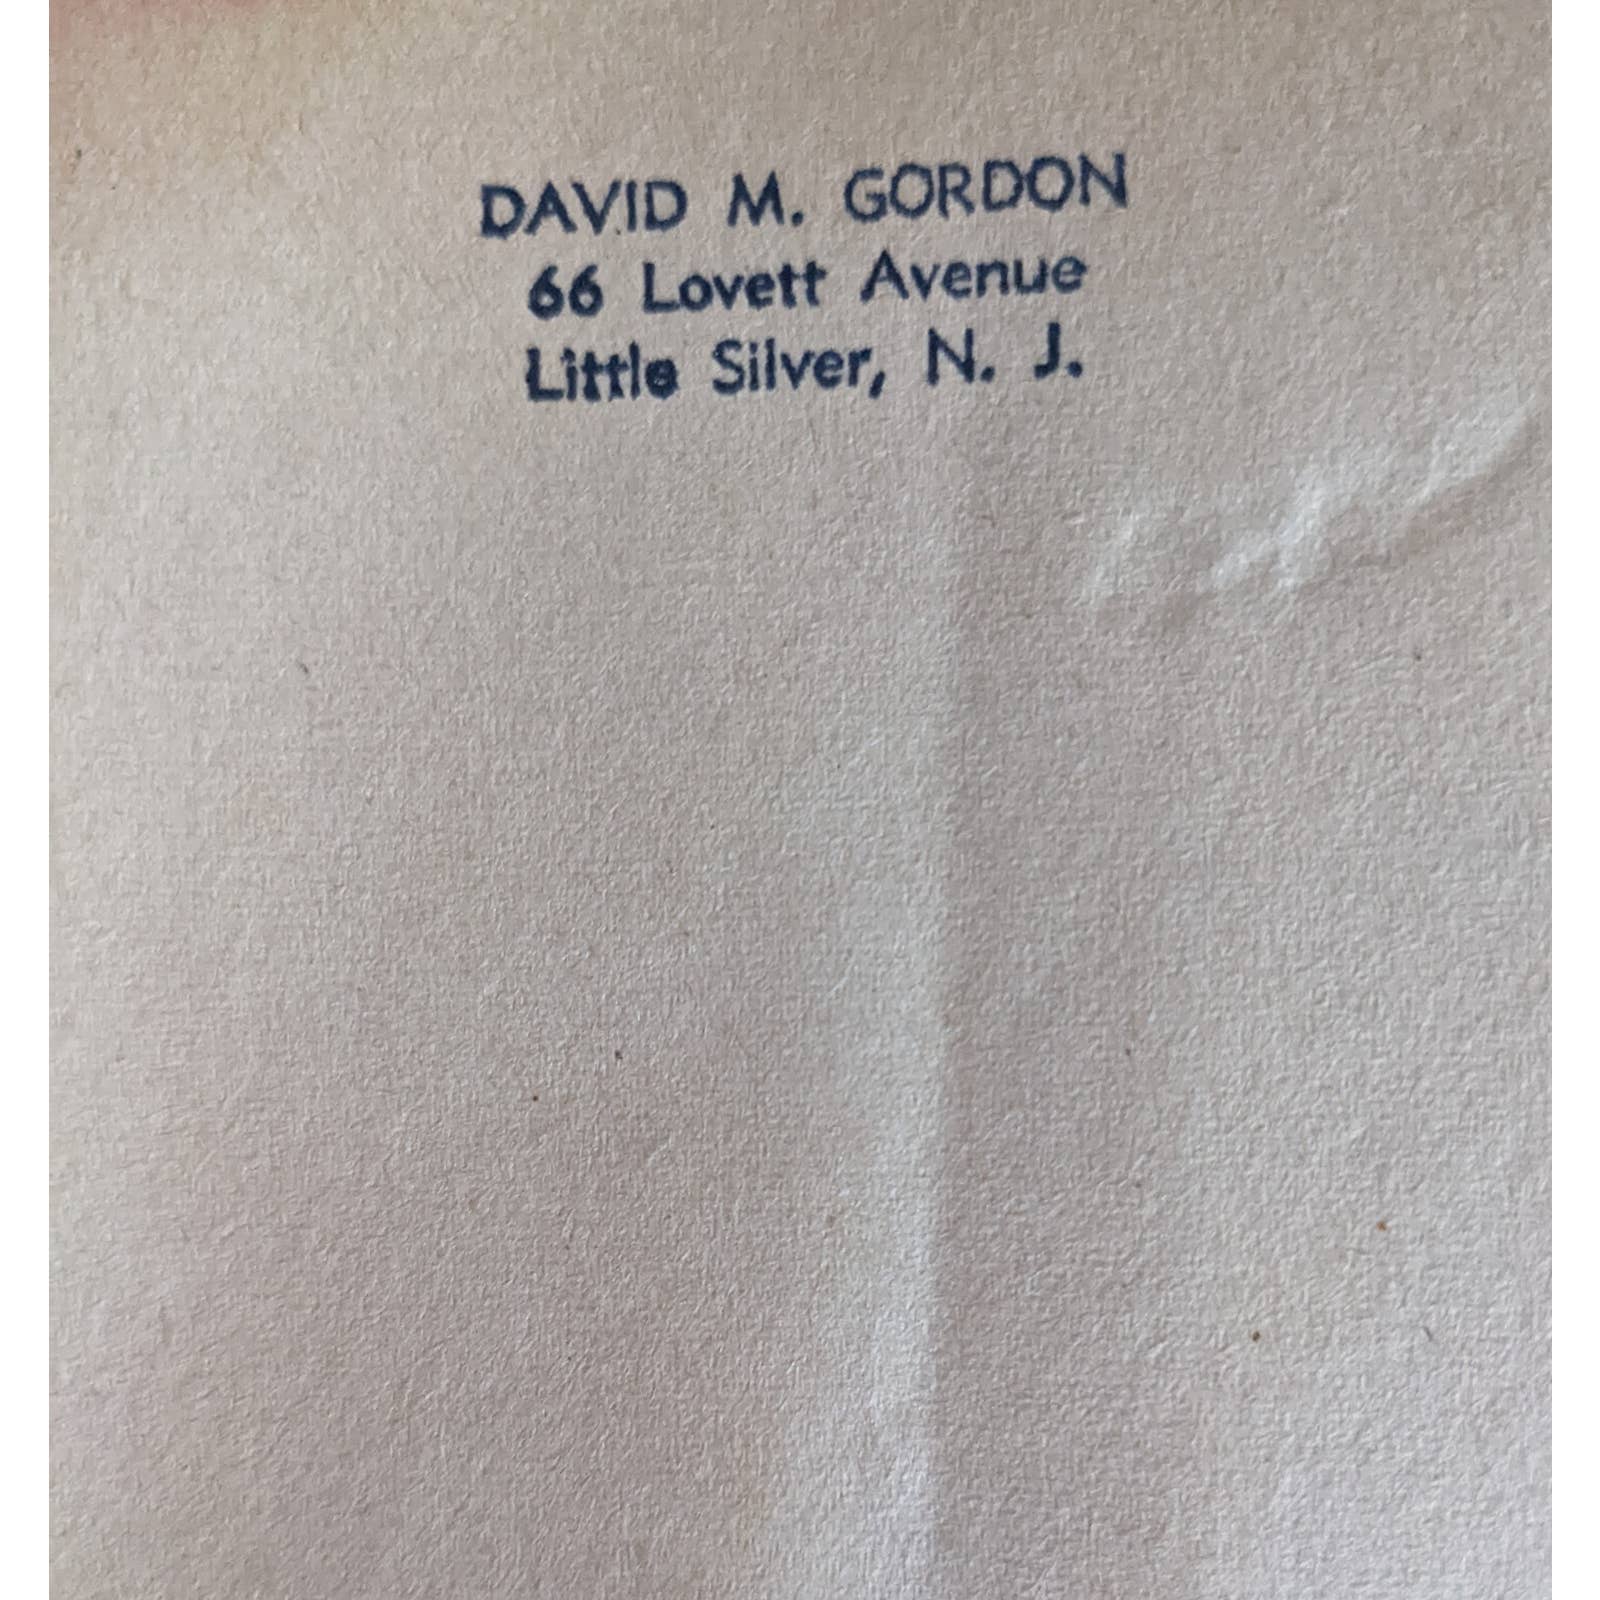 DAVID M. GORDON
66 Lovett Avenue
Little Silver, N. J.